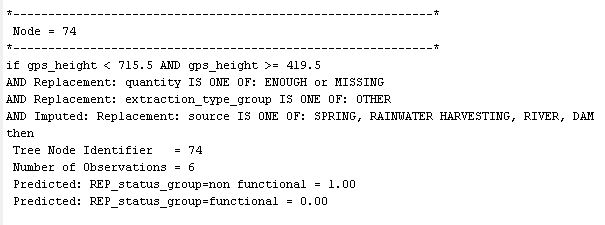 *------------------------------------------------------------*
Node = 74
*------------------------------------------------------------*
if gps_height < 715.5 AND gps_height >= 419.5
AND Replacement: quantity IS ONE OF: ENOUGH or MISSING
AND Replacement: extraction_type_group IS ONE OF: OTHER
AND Imputed: Replacement: source IS ONE OF: SPRING, RAINWATER HARVESTING, RIVER, DAM
then
Tree Node Identifier   = 74
Number of Observations = 6
Predicted: REP_status_group=non functional = 1.00
Predicted: REP_status_group=functional = 0.00